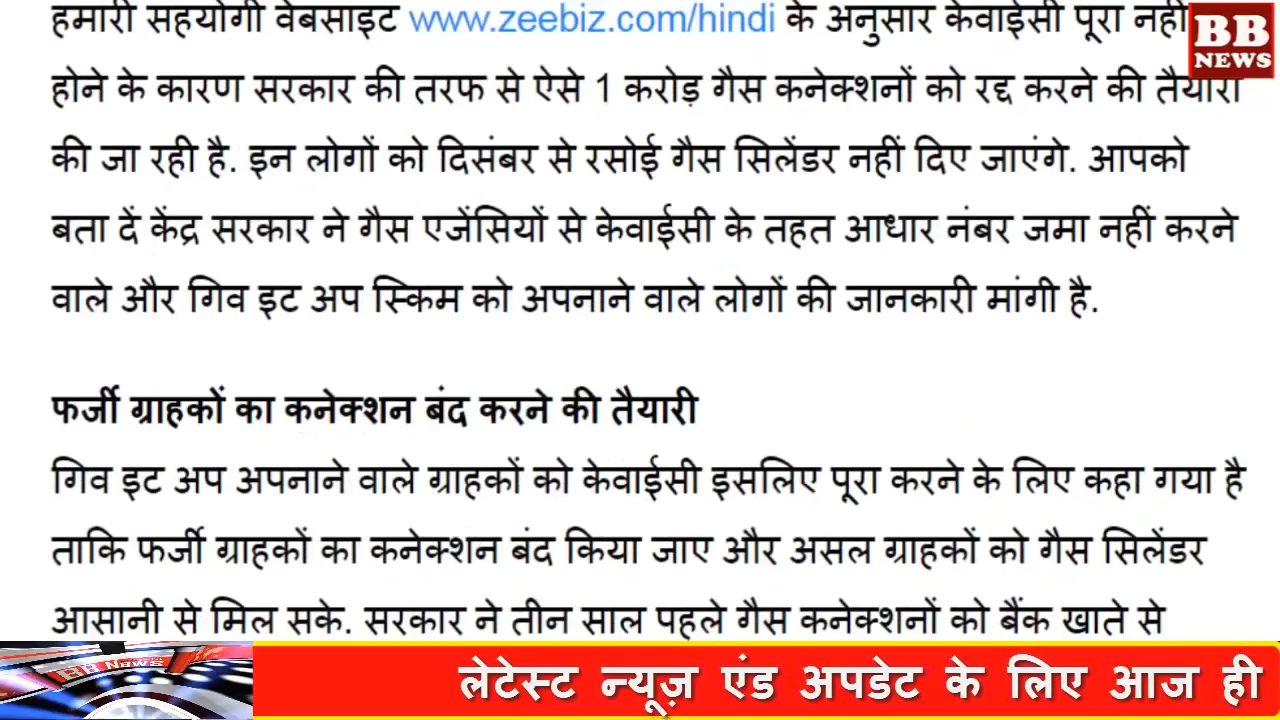 हमारी सहयोगी वेबसाइट www.zeebiz.com/hindi के अनुसार केवाईसी पूरा नहीं
BB
NEWS
होने के कारण सरकार की तरफ से ऐसे 1 करोड़ गैस कनेक्शनों को रद्द करने की तैयारी
की जा रही है. इन लोगों को दिसंबर से रसोई गैस सिलेंडर नहीं दिए जाएंगे. आपको
बता दें केंद्र सरकार ने गैस एजेंसियों से केवाईसी के तहत आधार नंबर जमा नहीं करने
वाले और गिव इट अप स्किम को अपनाने वाले लोगों की जानकारी मांगी है.
फर्जी ग्राहकों का कनेक्शन बंद करने की तैयारी
गिव इट अप अपनाने वाले ग्राहकों को केवाईसी इसलिए पूरा करने के लिए कहा गया है
ताकि फर्जी ग्राहकों का कनेक्शन बंद किया जाए और असल ग्राहकों को गैस सिलेंडर
आसानी से मिल सके. सरकार ने तीन साल पहले गैस कनेक्शनों को बैंक खाते से
BB News
लेटेस्ट न्यूज़ एंड अपडेट के लिए आज ही